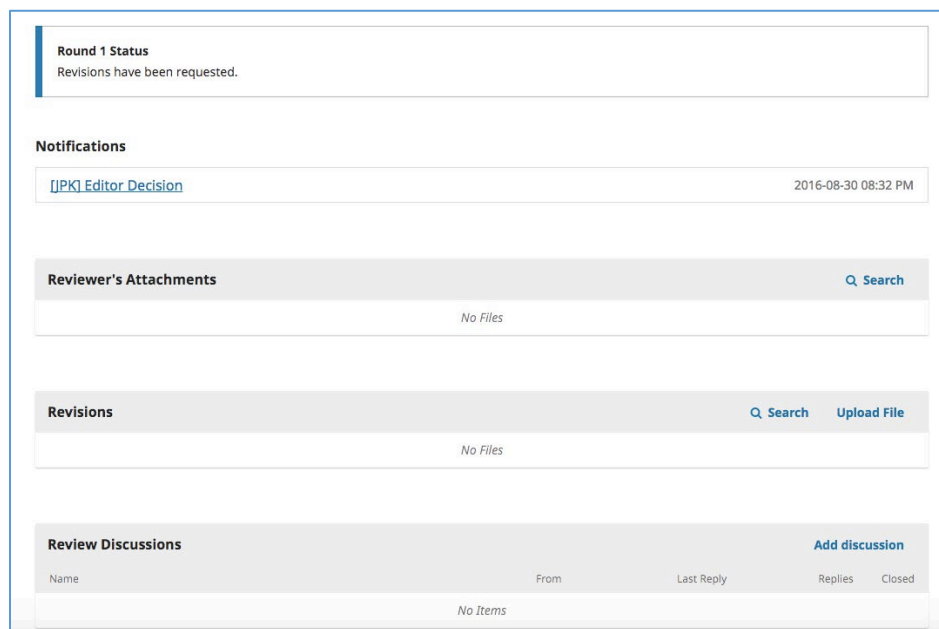 Round 1 Status
Revisions have been requested.
Notifications
[JPK] Editor Decision 2016-08-30 08:32 PM
Reviewer's Attachments Search
No Files
Revisions Search Upload File
No Files
Review Discussions Add discussion
Name From Last Reply Replies Closed
No Items